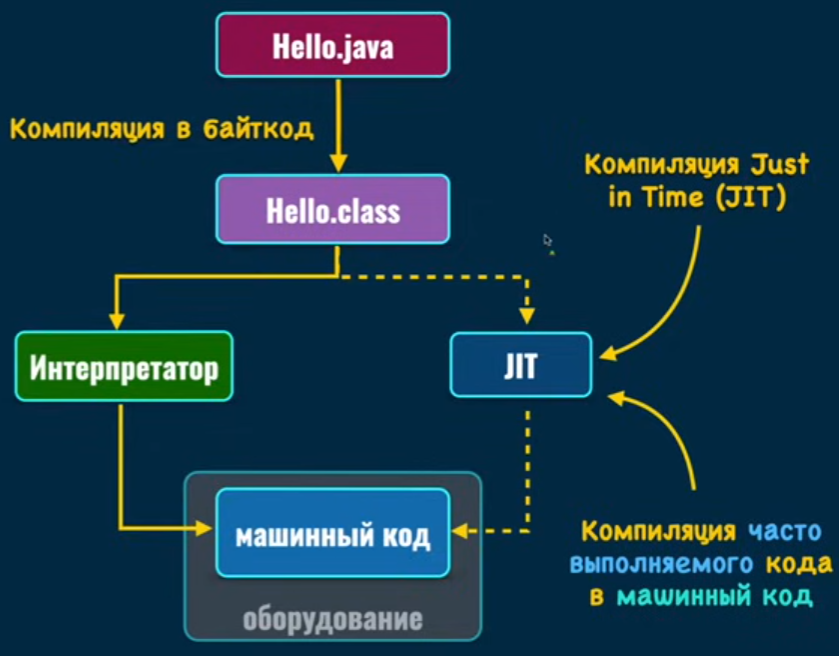 Hello.java
Компиляция в байткод
Hello.class
Компиляция Just
in Time (JIT)
Интерпретатор
JIT
машинный код
оборудование
Компиляция часто
выполняемого кода
в машинный код